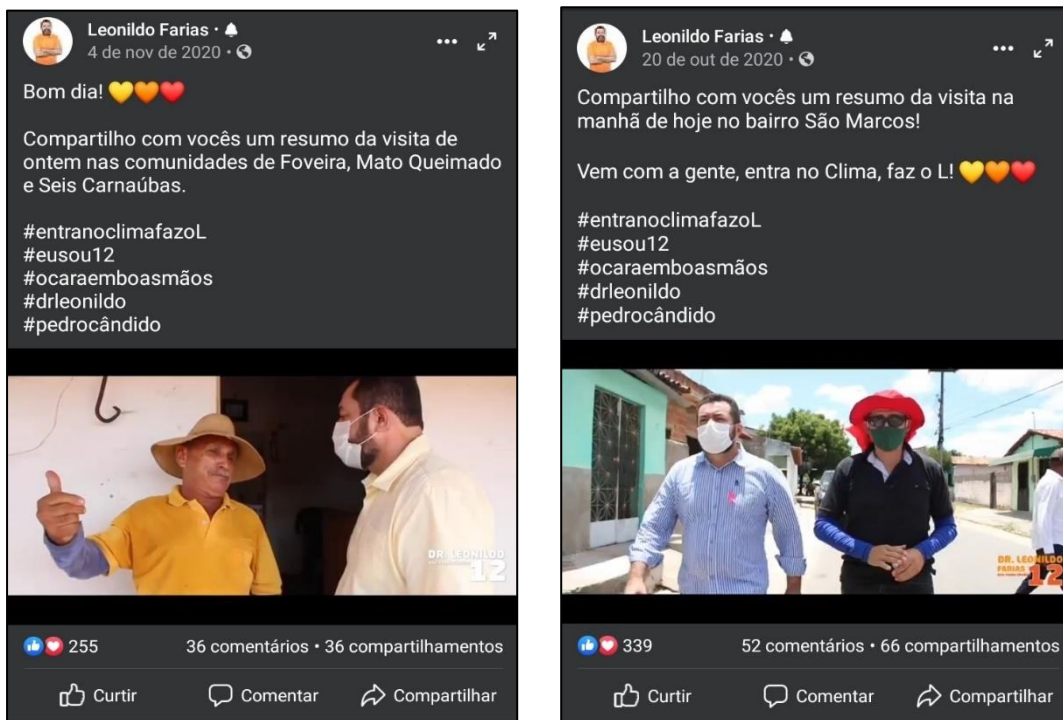 Leonildo Farias •
4 de nov de 2020 •
Bom dia! 💛🧡❤️
Compartilho com vocês um resumo da visita de
ontem nas comunidades de Foveira, Mato Queimado
e Seis Carnaúbas.
#entranoclimafazoL
#eusou12
#ocaraemboasmãos
#drleonildo
#pedrocândido
DR. LEONILDO
12
255
36 comentários • 36 compartilhamentos
Curtir
Comentar
Compartilhar
Leonildo Farias •
20 de out de 2020 •
Compartilho com vocês um resumo da visita na
manhã de hoje no bairro São Marcos!
Vem com a gente, entra no Clima, faz o L! 💛🧡❤️
#entranoclimafazoL
#eusou12
#ocaraemboasmãos
#drleonildo
#pedrocândido
DR. LEONILDO
FARIAS 12
339
52 comentários • 66 compartilhamentos
Curtir
Comentar
Compartilhar